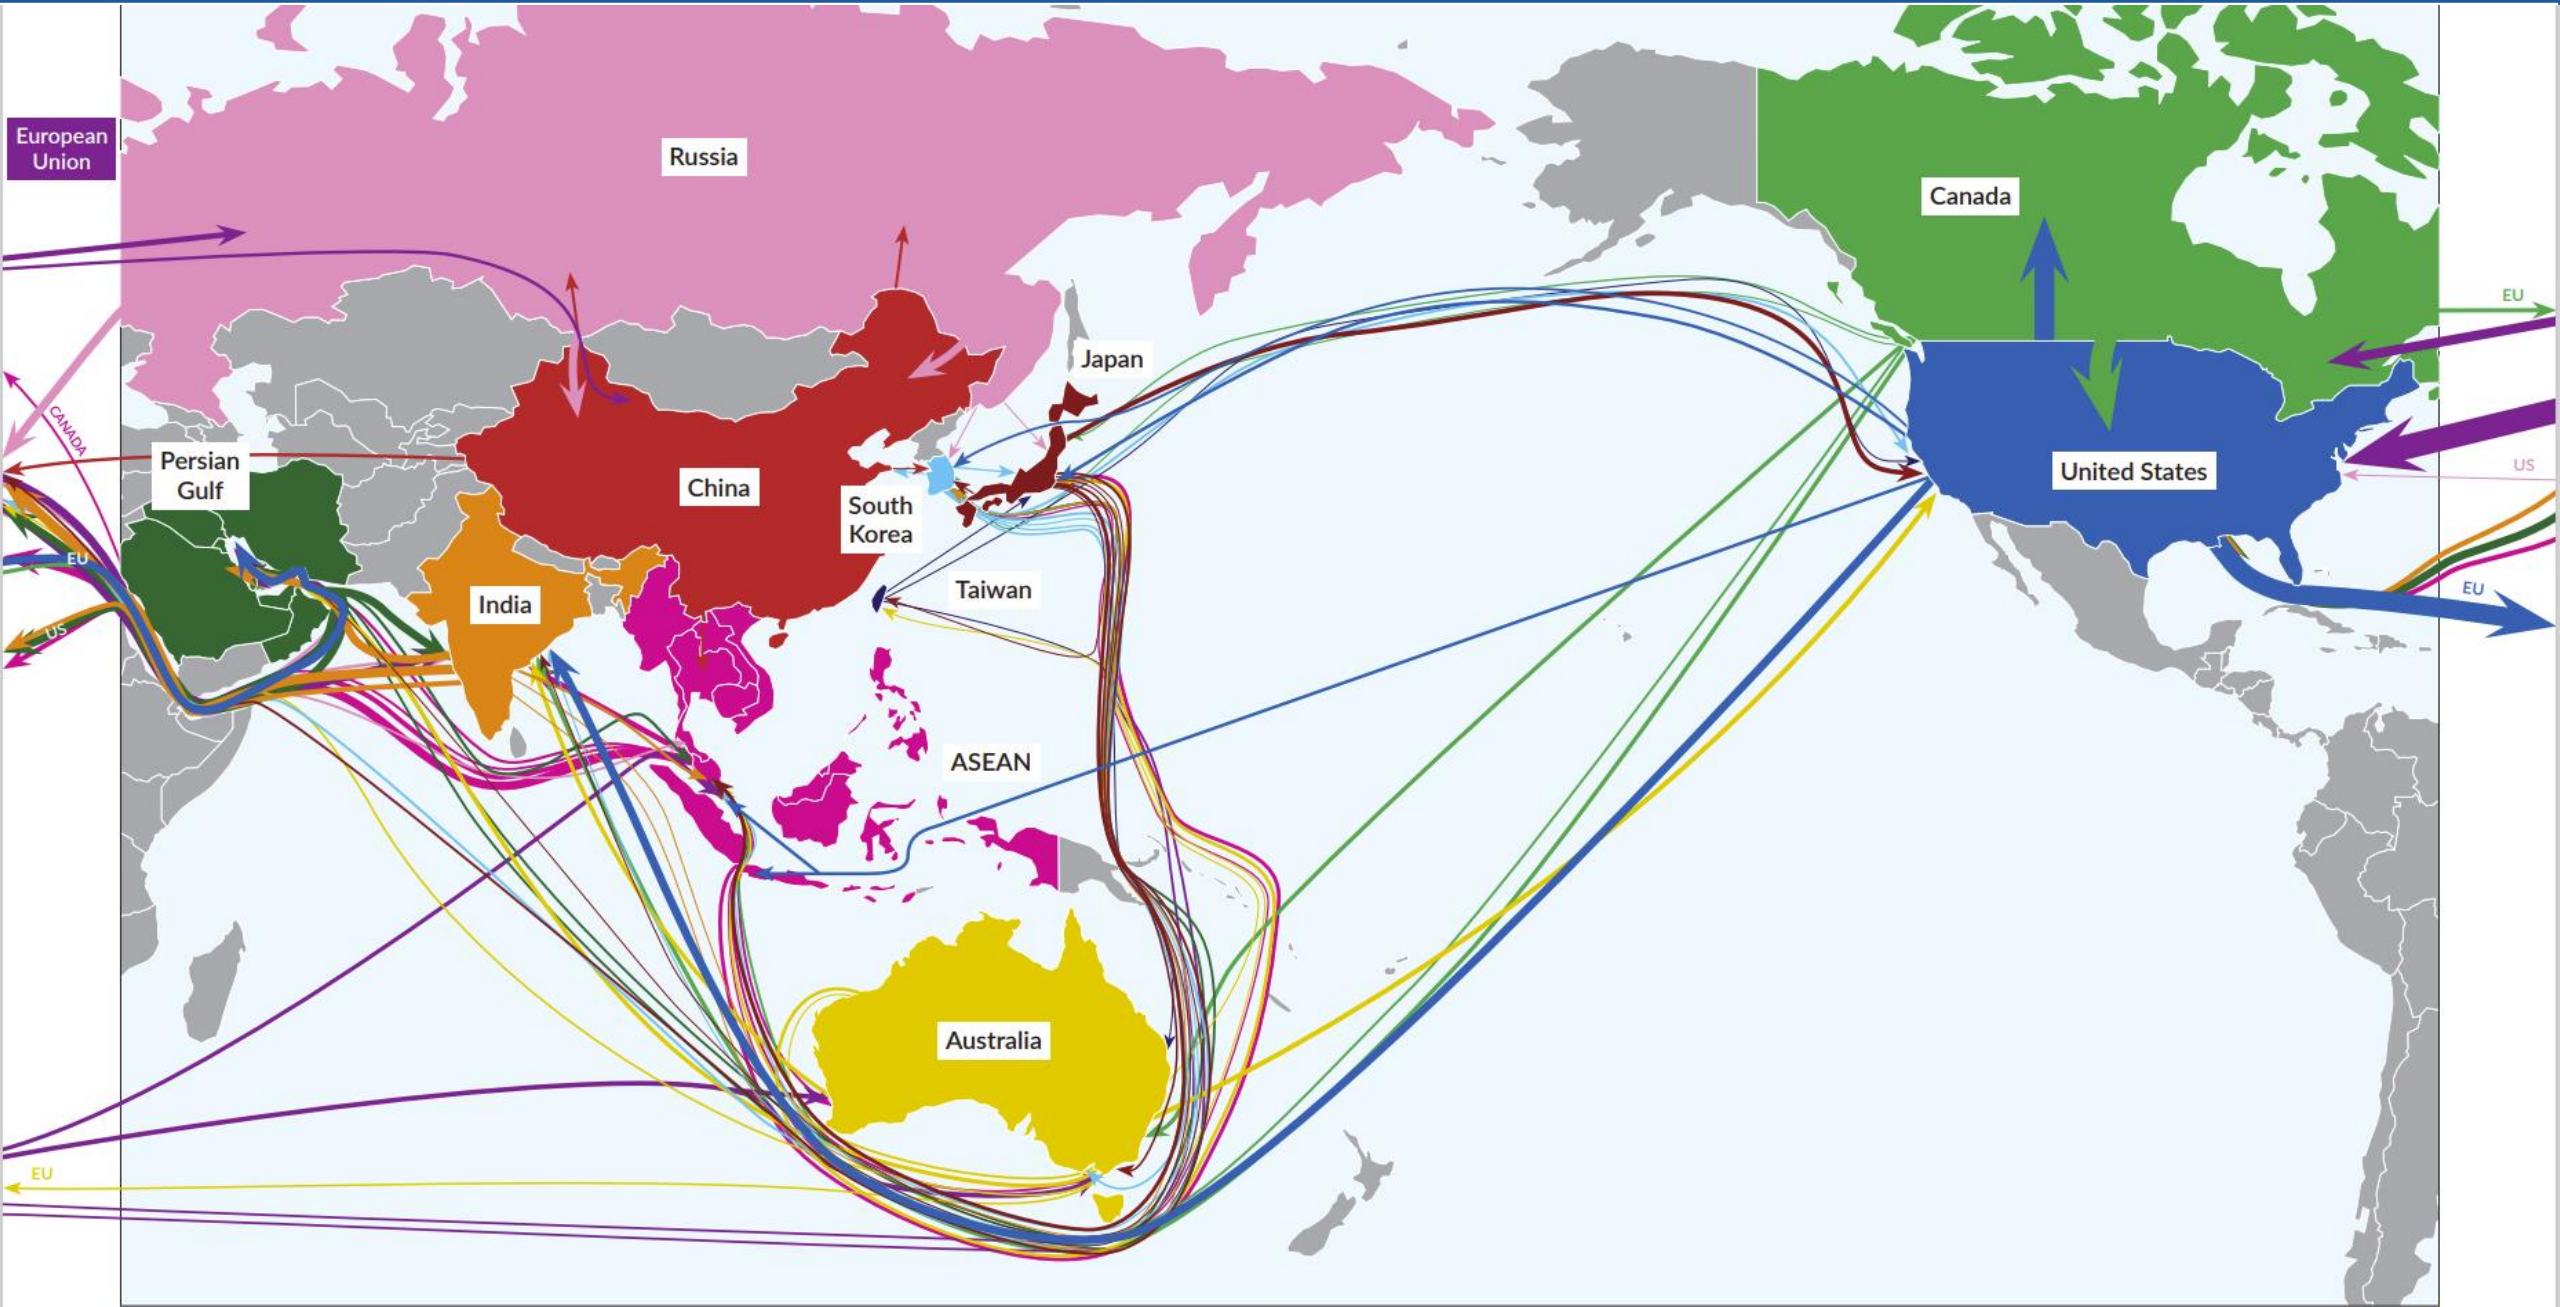 European
Union
Russia
Canada
EU
Japan
CANADA
Persian
Gulf
China
South
Korea
United States
US
EU
India
Taiwan
EU
US
ASEAN
Australia
EU